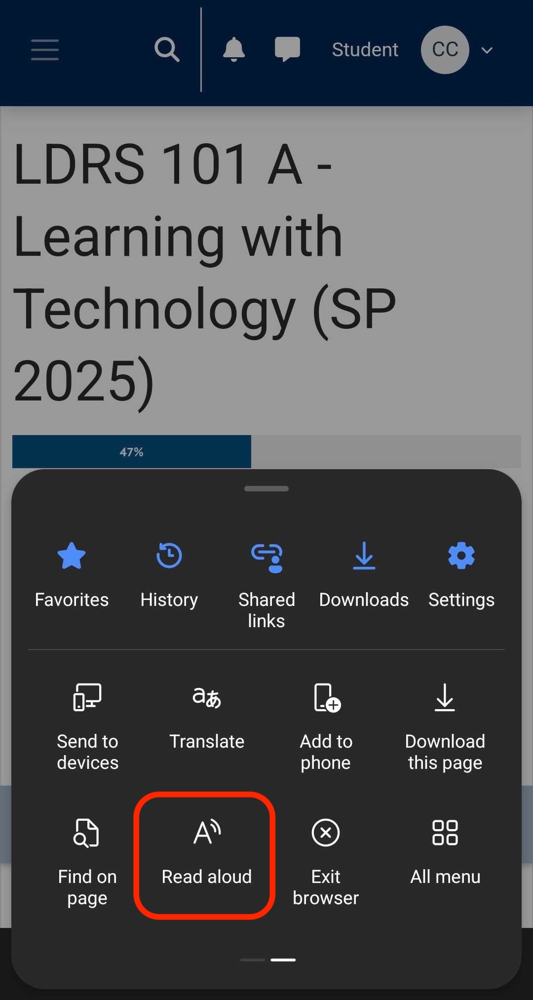 Student CC
LDRS 101 A -
Learning with
Technology (SP
2025)
47%
Favorites History Shared Downloads Settings
links
Send to Translate Add to Download
devices phone this page
Find on Read aloud Exit All menu
page browser